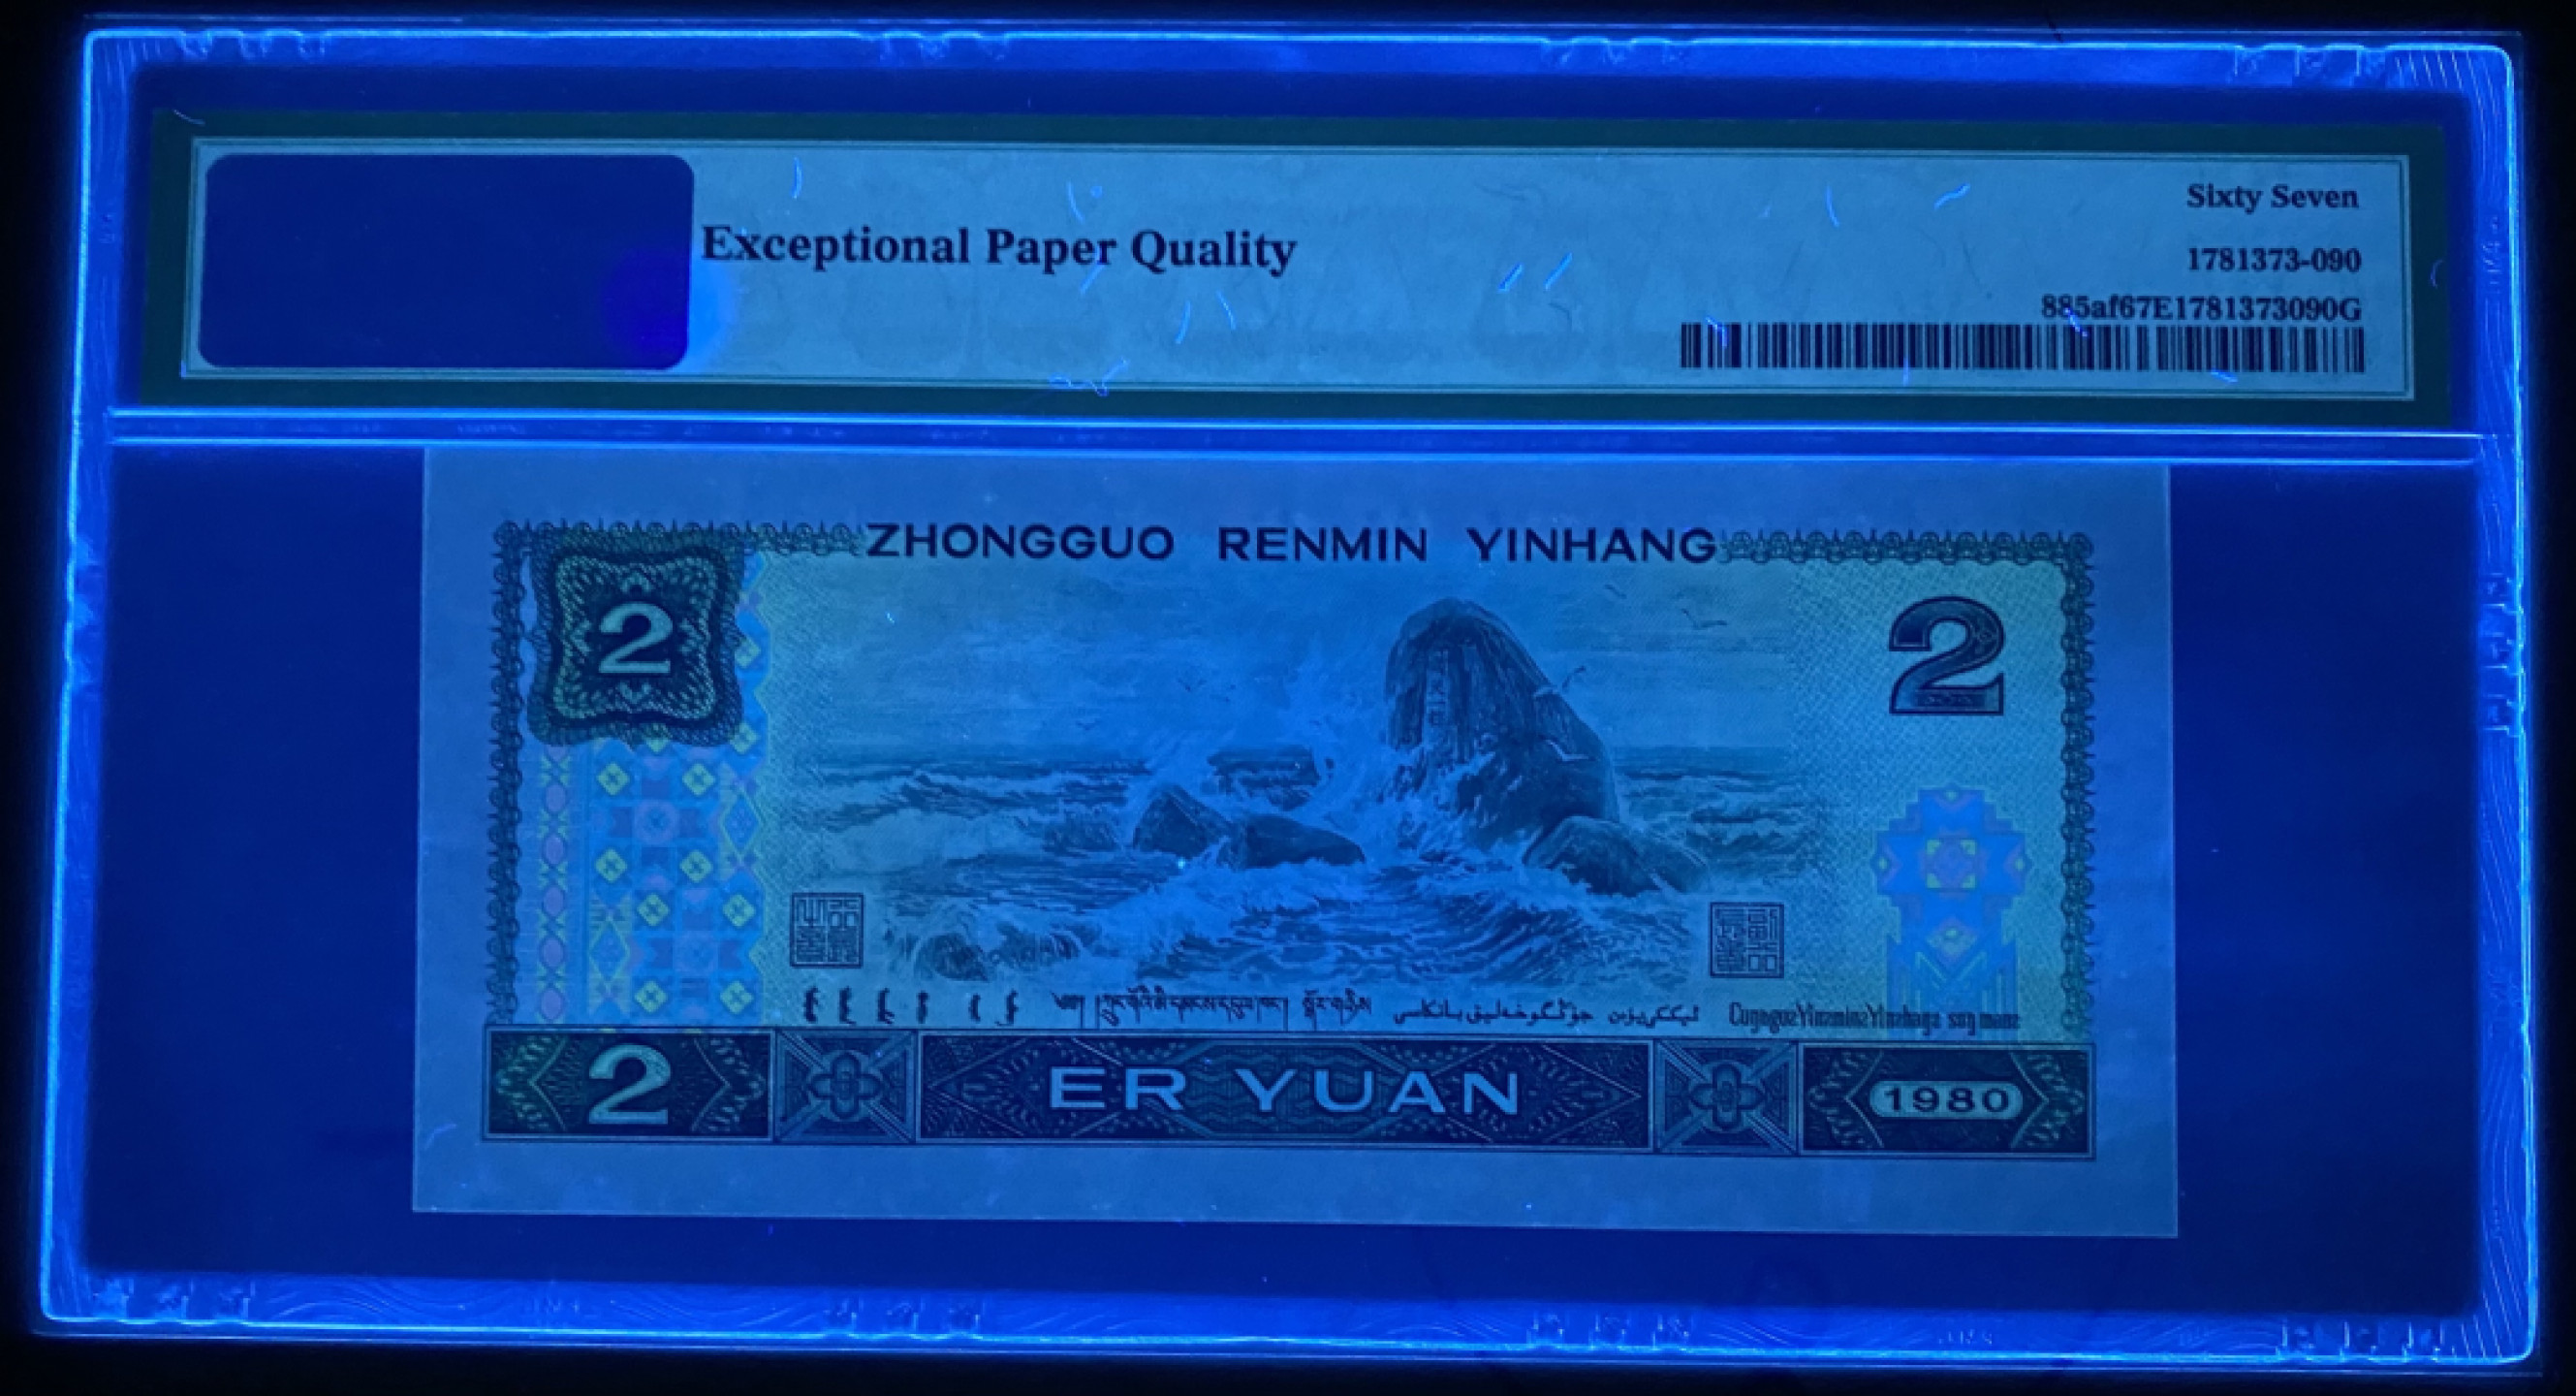 Sixty Seven
Exceptional Paper Quality
1781373-090
885af67E1781373090G
ZHONGGUO RENMIN YINHANG
2
2
2
ER YUAN
1980